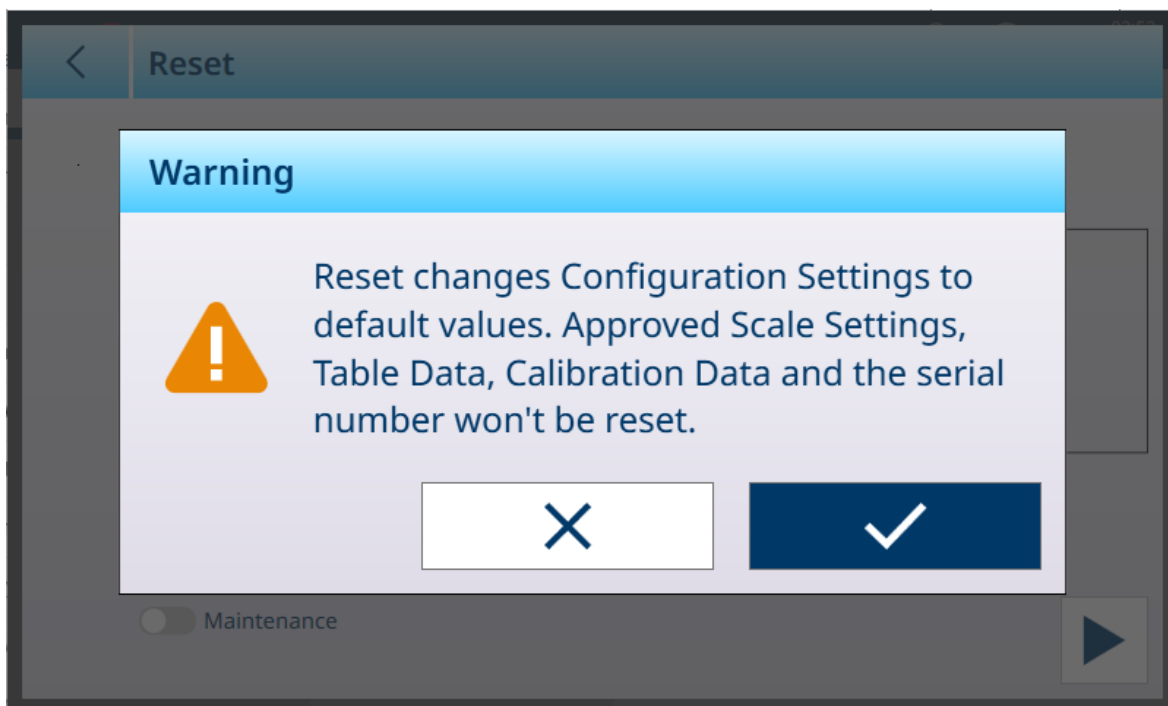 Reset
Warning
Reset changes Configuration Settings to
default values. Approved Scale Settings,
Table Data, Calibration Data and the serial
number won't be reset.
Maintenance